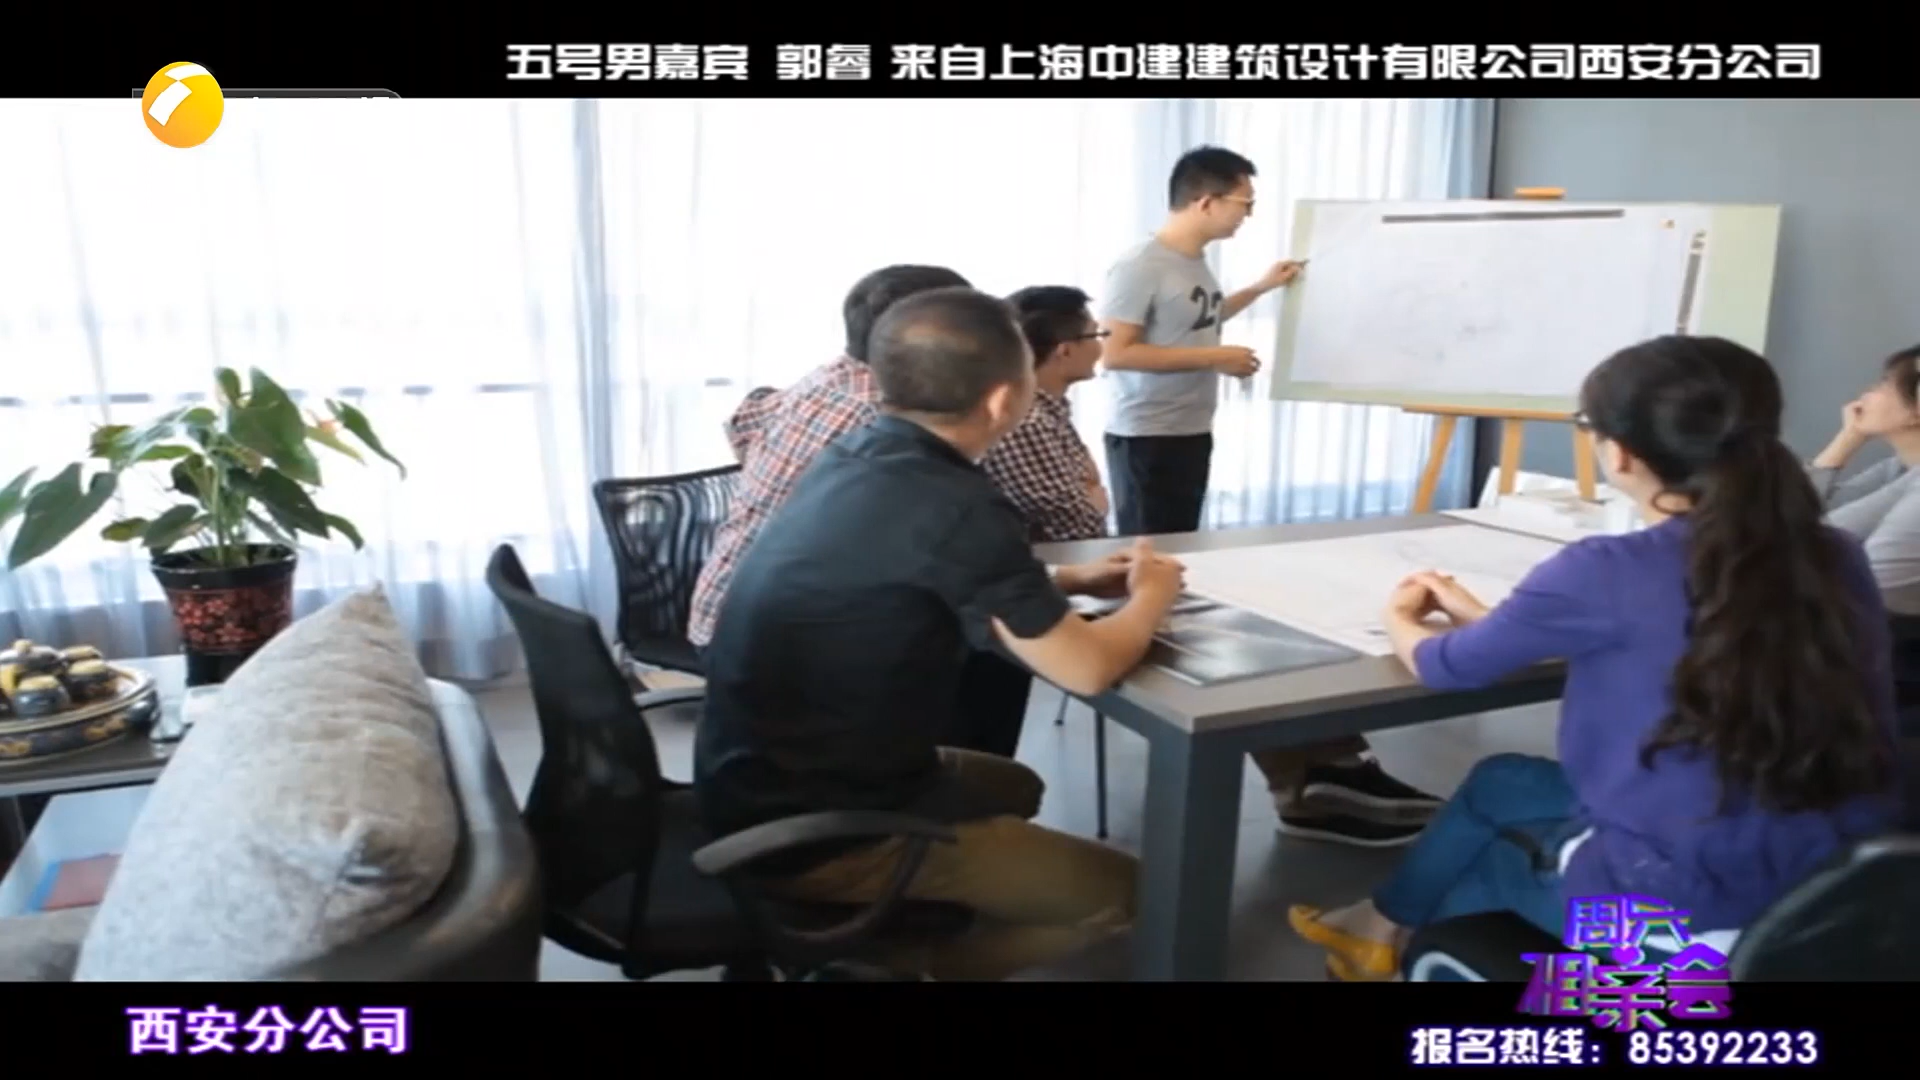 五号男嘉宾 郭睿 来自上海中建建筑设计有限公司西安分公司
22
周六
相亲会
西安分公司
报名热线：85392233